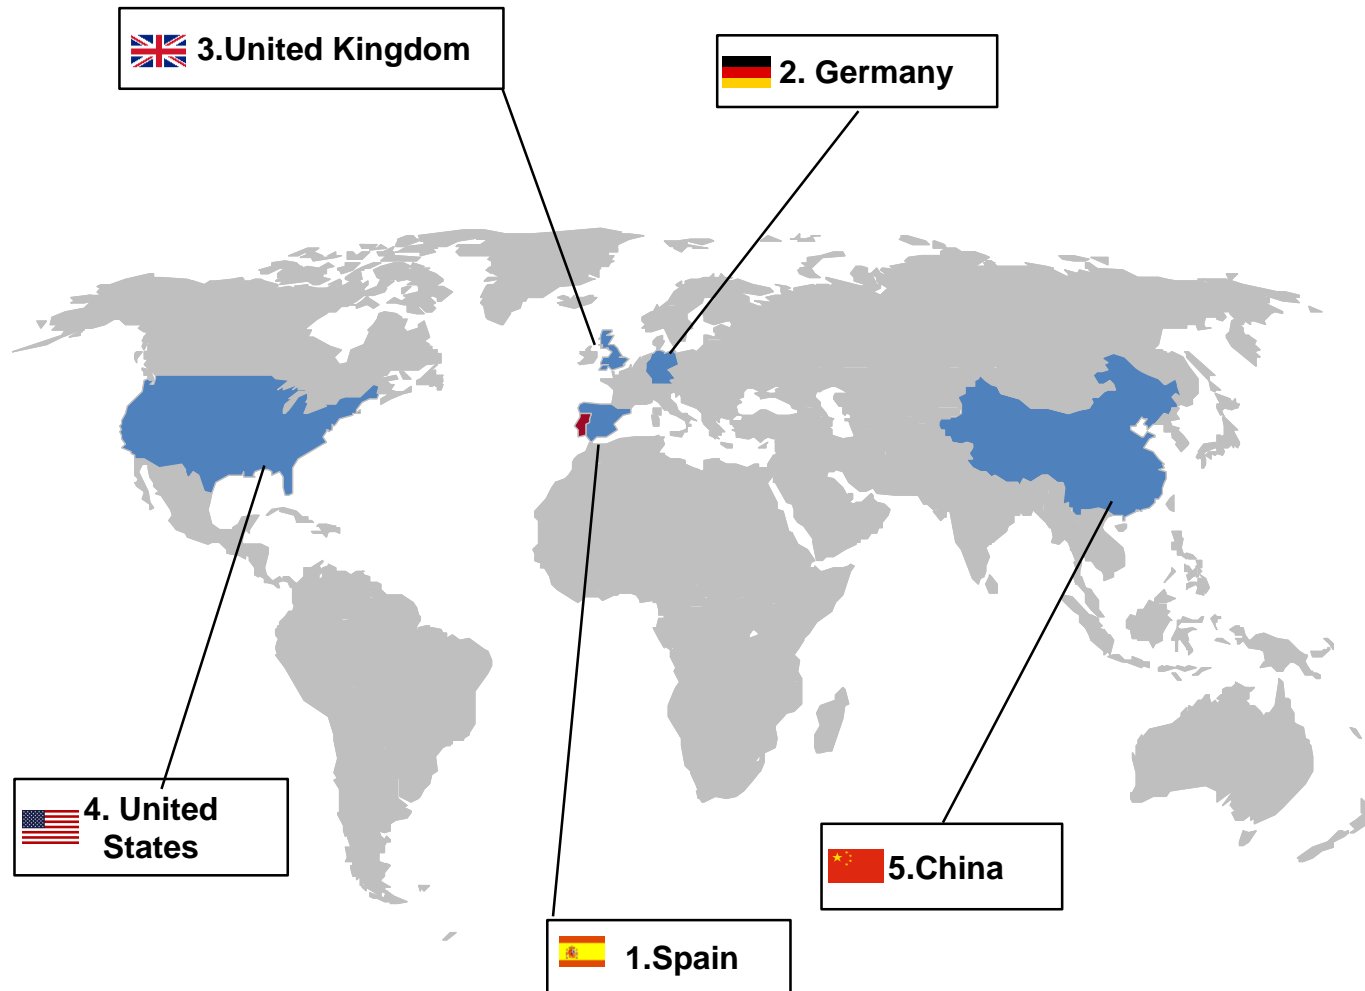 3.United Kingdom
2. Germany
4. United
States
5.China
1.Spain